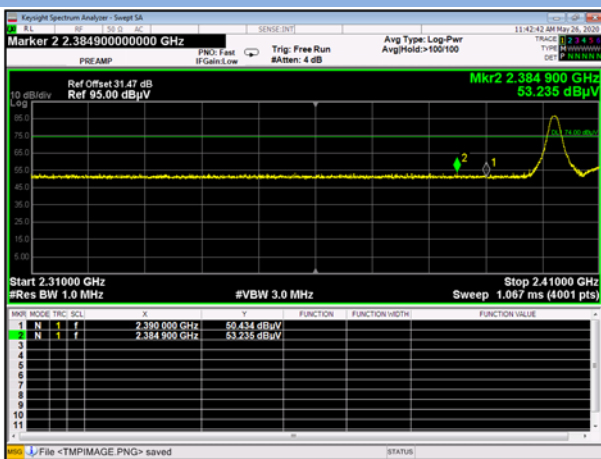 Keysight Spectrum Analyzer - Swept SA
RL RF 50 Ω AC SENSE:INT 11:42:42 AM May 26, 2020
Marker 2 2.384900000000 GHz Avg Type: Log-Pwr TRACE 1 2 3 4 5 6
PNO: Fast Trig: Free Run Avg|Hold:>100/100 TYPE M W W W W W
PREAMP IFGain:Low #Atten: 4 dB DET P N N N N N
Mkr2 2.384 900 GHz
Ref Offset 31.47 dB
10 dB/div Ref 95.00 dBµV 53.235 dBµV
Log
85.0
DL1 74.00 dBµV
75.0
65.0
2 1
55.0
45.0
35.0
25.0
15.0
5.00
Start 2.31000 GHz Stop 2.41000 GHz
#Res BW 1.0 MHz #VBW 3.0 MHz Sweep 1.067 ms (4001 pts)
MKR MODE TRC SCL X Y FUNCTION FUNCTION WIDTH FUNCTION VALUE
1 N 1 f 2.390 000 GHz 50.434 dBµV
2 N 1 f 2.384 900 GHz 53.235 dBµV
3
4
5
6
7
8
9
10
11
MSG File <TMPIMAGE.PNG> saved STATUS